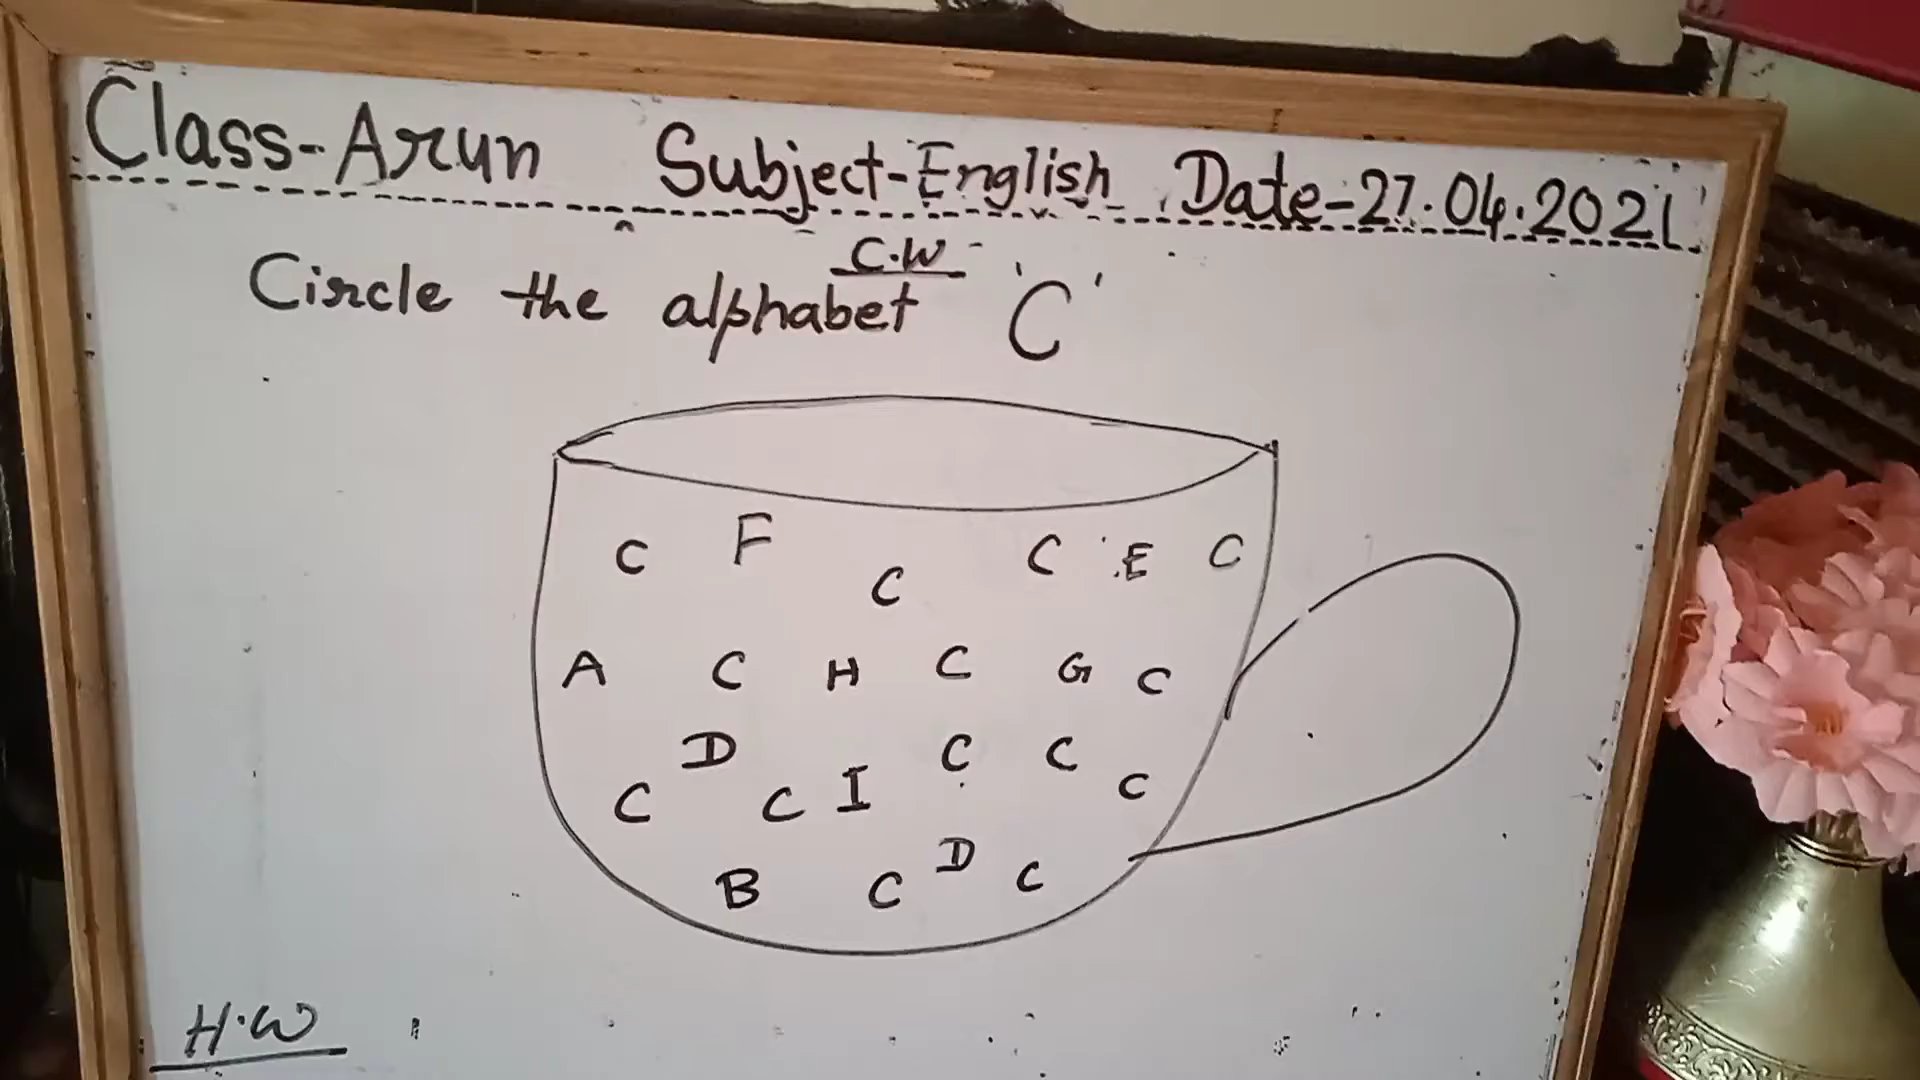 Class-Arun Subject-English Date-27.04.2021
C.W
Circle the alphabet 'C'
C F C C E C
A C H C G C
D C C
C C I C
B C D C
H.W